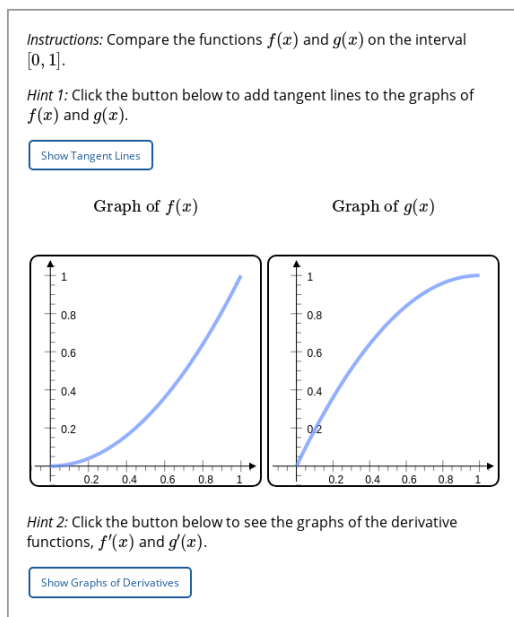 Instructions: Compare the functions f(x) and g(x) on the interval
[0, 1].
Hint 1: Click the button below to add tangent lines to the graphs of
f(x) and g(x).
Show Tangent Lines
Graph of f(x)
Graph of g(x)
1
0.8
0.6
0.4
0.2
0.2 0.4 0.6 0.8 1
1
0.8
0.6
0.4
0.2
0.2 0.4 0.6 0.8 1
Hint 2: Click the button below to see the graphs of the derivative
functions, f′(x) and g′(x).
Show Graphs of Derivatives